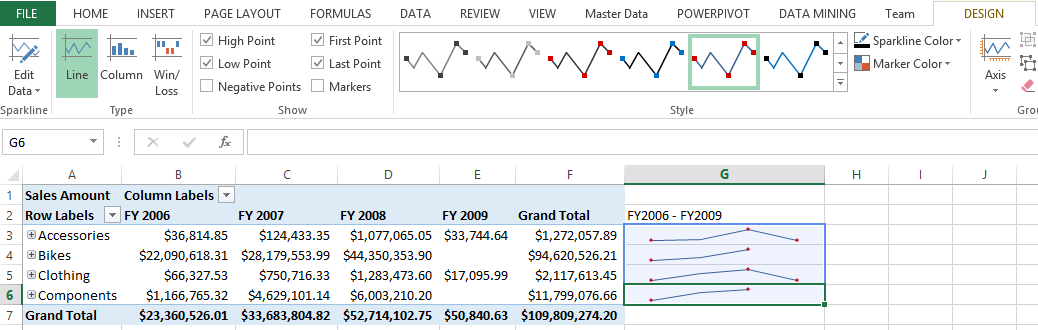 FILE HOME INSERT PAGE LAYOUT FORMULAS DATA REVIEW VIEW Master Data POWERPIVOT DATA MINING Team DESIGN
Edit Data
Line
Column
Win/ Loss
High Point First Point
Low Point Last Point
Negative Points Markers
Sparkline Color
Marker Color
Axis
Sparkline Type Show Style Grou
G6 fx
A B C D E F G H I J
1 Sales Amount Column Labels
2 Row Labels FY 2006 FY 2007 FY 2008 FY 2009 Grand Total FY2006 - FY2009
3 Accessories $36,814.85 $124,433.35 $1,077,065.05 $33,744.64 $1,272,057.89
4 Bikes $22,090,618.31 $28,179,553.99 $44,350,353.90 $94,620,526.21
5 Clothing $66,327.53 $750,716.33 $1,283,473.60 $17,095.99 $2,117,613.45
6 Components $1,166,765.32 $4,629,101.14 $6,003,210.20 $11,799,076.66
7 Grand Total $23,360,526.01 $33,683,804.82 $52,714,102.75 $50,840.63 $109,809,274.20